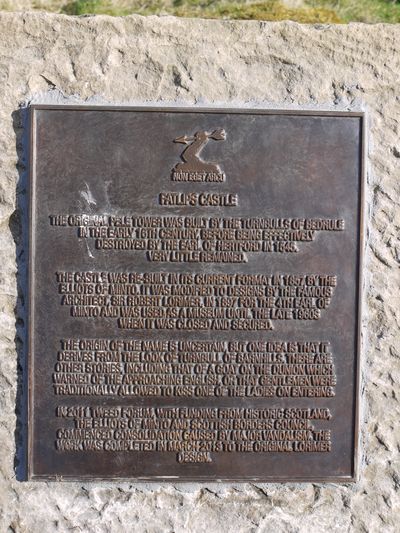 NON EGET ARCU
FATLIPS CASTLE
THE ORIGINAL PELE TOWER WAS BUILT BY THE TURNBULLS OF BEDRULE
IN THE EARLY 16TH CENTURY, BEFORE BEING EFFECTIVELY
DESTROYED BY THE EARL OF HERTFORD IN 1545.
VERY LITTLE REMAINED.
THE CASTLE WAS RE-BUILT (IN ITS CURRENT FORMAT) IN 1857 BY THE
ELLIOTS OF MINTO. IT WAS MODIFIED TO DESIGNS BY THE FAMOUS
ARCHITECT, SIR ROBERT LORIMER, IN 1897 FOR THE 4TH EARL OF
MINTO AND WAS USED AS A MUSEUM UNTIL THE LATE 1960S
WHEN IT WAS CLOSED AND SECURED.
THE ORIGIN OF THE NAME IS UNCERTAIN, BUT ONE IDEA IS THAT IT
DERIVES FROM THE LOOK OF TURNBULL OF BARNHILLS. THERE ARE
OTHER STORIES, INCLUDING THAT OF A GOAT ON THE DUNION WHICH
WARNED OF THE APPROACHING ENGLISH, OR THAT GENTLEMEN WERE
TRADITIONALLY ALLOWED TO KISS ONE OF THE LADIES ON ENTERING.
IN 2011 TWEED FORUM, WITH FUNDING FROM HISTORIC SCOTLAND,
THE ELLIOTS OF MINTO AND SCOTTISH BORDERS COUNCIL,
COMMENCED CONSOLIDATION CAUSED BY MAJOR VANDALISM. THE
WORK WAS COMPLETED IN MARCH 2013 TO THE ORIGINAL LORIMER
DESIGN.